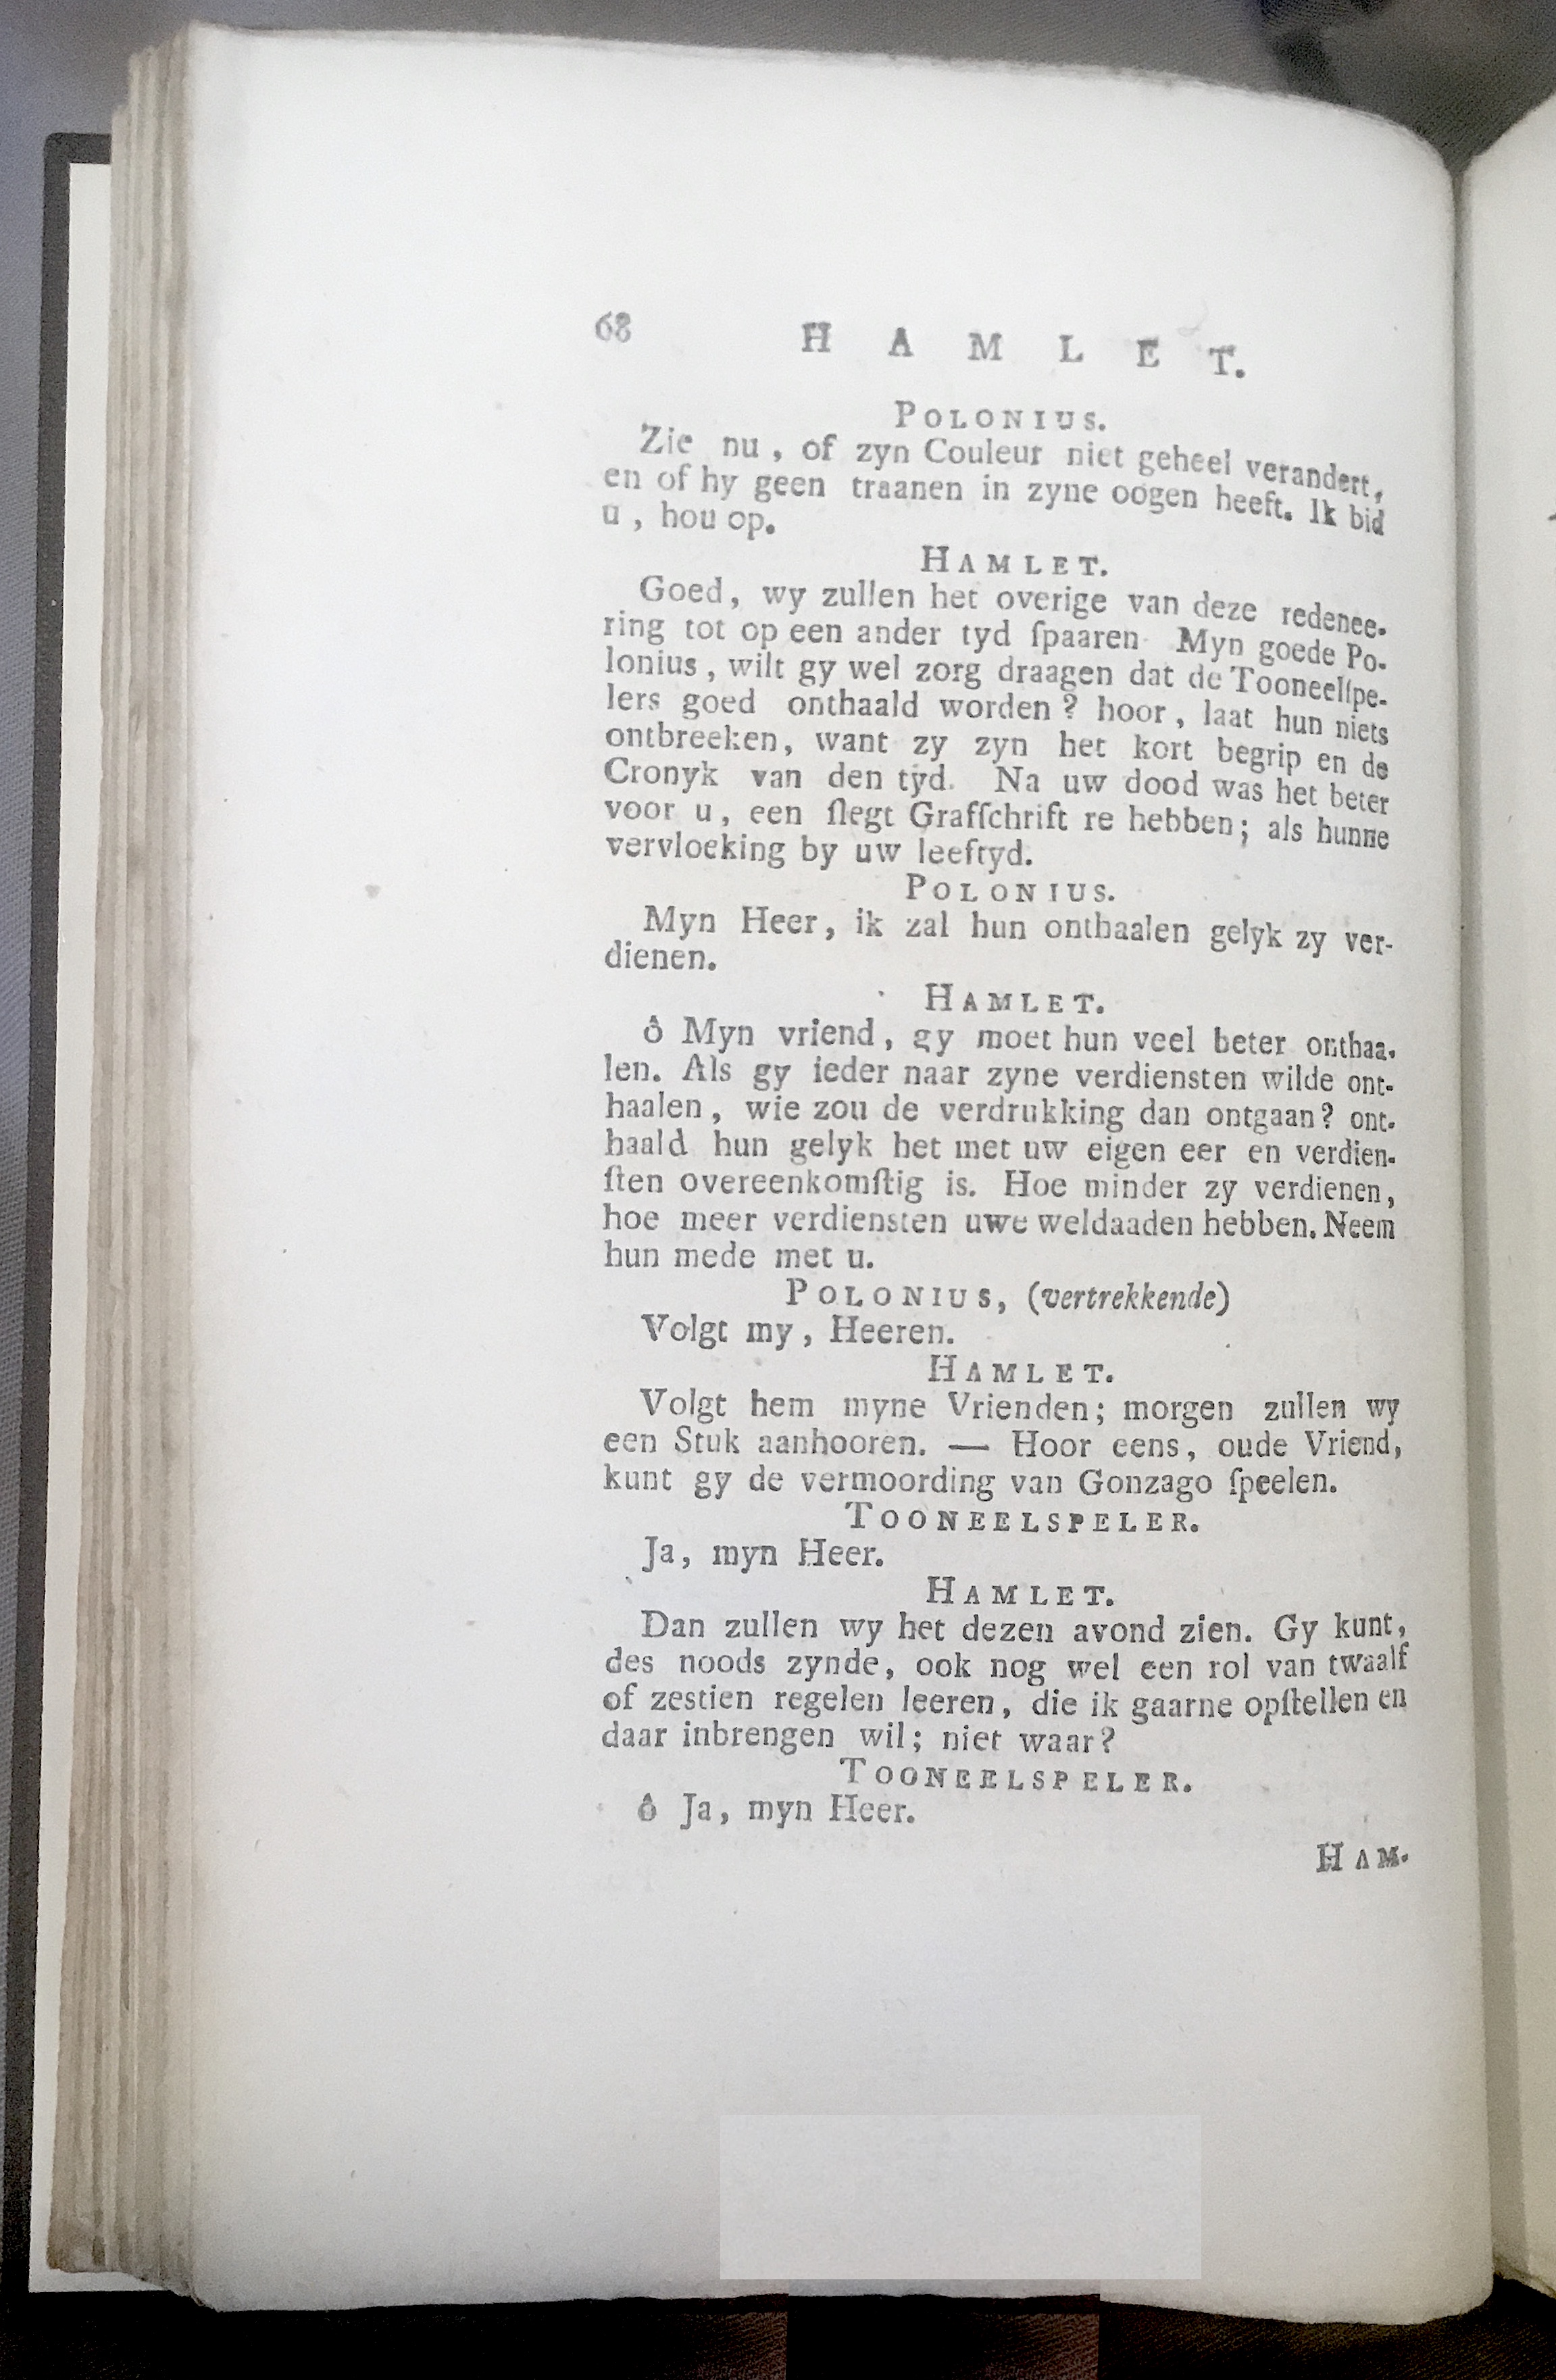 68 HAMLET.
POLONIUS.
Zie nu, of zyn Couleur niet geheel verandert,
en of hy geen traanen in zyne oogen heeft. Ik bid
u, hou op.
HAMLET.
Goed, wy zullen het overige van deze redenee-
ring tot op een ander tyd ſpaaren Myn goede Po-
lonius, wilt gy wel zorg draagen dat de Tooneelſpe-
lers goed onthaald worden? hoor, laat hun niets
ontbreeken, want zy zyn het kort begrip en de
Cronyk van den tyd. Na uw dood was het beter
voor u, een ſlegt Grafſchrift re hebben; als hunne
vervloeking by uw leeftyd.
POLONIUS.
Myn Heer, ik zal hun onthaalen gelyk zy ver-
dienen.
HAMLET.
ô Myn vriend, gy moet hun veel beter onthaa-
len. Als gy ieder naar zyne verdiensten wilde ont-
haalen, wie zou de verdrukking dan ontgaan? ont-
haald hun gelyk het met uw eigen eer en verdien-
ſten overeenkomſtig is. Hoe minder zy verdienen,
hoe meer verdiensten uwe weldaaden hebben. Neem
hun mede met u.
POLONIUS, (vertrekkende)
Volgt my, Heeren.
HAMLET.
Volgt hem myne Vrienden; morgen zullen wy
een Stuk aanhooren. — Hoor eens, oude Vriend,
kunt gy de vermoording van Gonzago ſpeelen.
TOONEELSPELER.
Ja, myn Heer.
HAMLET.
Dan zullen wy het dezen avond zien. Gy kunt,
des noods zynde, ook nog wel een rol van twaalf
of zestien regelen leeren, die ik gaarne opſtellen en
daar inbrengen wil; niet waar?
TOONEELSPELER.
ô Ja, myn Heer.
HAM-